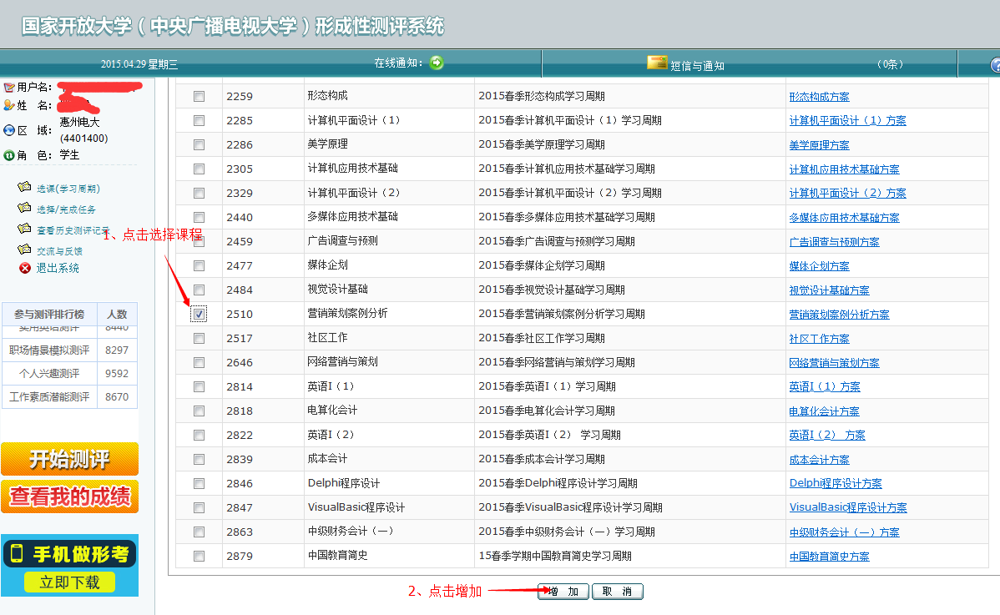 国家开放大学（中央广播电视大学）形成性测评系统
2015.04.29 星期三 在线通知： 短信与通知 （0条）
用户名：
姓 名：
区 域： 惠州电大
(4401400)
角 色： 学生
选课(学习周期)
选择/完成任务
查看历史测评记录
交流与反馈
退出系统
参与测评排行榜 人数
实用英语测评 8440
职场情景模拟测评 8297
个人兴趣测评 9592
工作素质潜能测评 8670
开始测评
查看我的成绩
手机做形考
立即下载
2259 形态构成 2015春季形态构成学习周期 形态构成方案
2285 计算机平面设计（1） 2015春季计算机平面设计（1）学习周期 计算机平面设计（1）方案
2286 美学原理 2015春季美学原理学习周期 美学原理方案
2305 计算机应用技术基础 2015春季计算机应用技术基础学习周期 计算机应用技术基础方案
2329 计算机平面设计（2） 2015春季计算机平面设计（2）学习周期 计算机平面设计（2）方案
2440 多媒体应用技术基础 2015春季多媒体应用技术基础学习周期 多媒体应用技术基础方案
1、点击选择课程
2459 广告调查与预测 2015春季广告调查与预测学习周期 广告调查与预测方案
2477 媒体企划 2015春季媒体企划学习周期 媒体企划方案
2484 视觉设计基础 2015春季视觉设计基础学习周期 视觉设计基础方案
2510 营销策划案例分析 2015春季营销策划案例分析学习周期 营销策划案例分析方案
2517 社区工作 2015春季社区工作学习周期 社区工作方案
2646 网络营销与策划 2015春季网络营销与策划学习周期 网络营销与策划方案
2814 英语I（1） 2015春季英语I（1）学习周期 英语I（1）方案
2818 电算化会计 2015春季电算化会计学习周期 电算化会计方案
2822 英语I（2） 2015春季英语I（2） 学习周期 英语I（2） 方案
2839 成本会计 2015春季成本会计学习周期 成本会计方案
2846 Delphi程序设计 2015春季Delphi程序设计学习周期 Delphi程序设计方案
2847 VisualBasic程序设计 2015春季VisualBasic程序设计学习周期 VisualBasic程序设计方案
2863 中级财务会计（一） 2015春季中级财务会计（一）学习周期 中级财务会计（一）方案
2879 中国教育简史 15春季学期中国教育简史学习周期 中国教育简史方案
2、点击增加 增 加 取 消